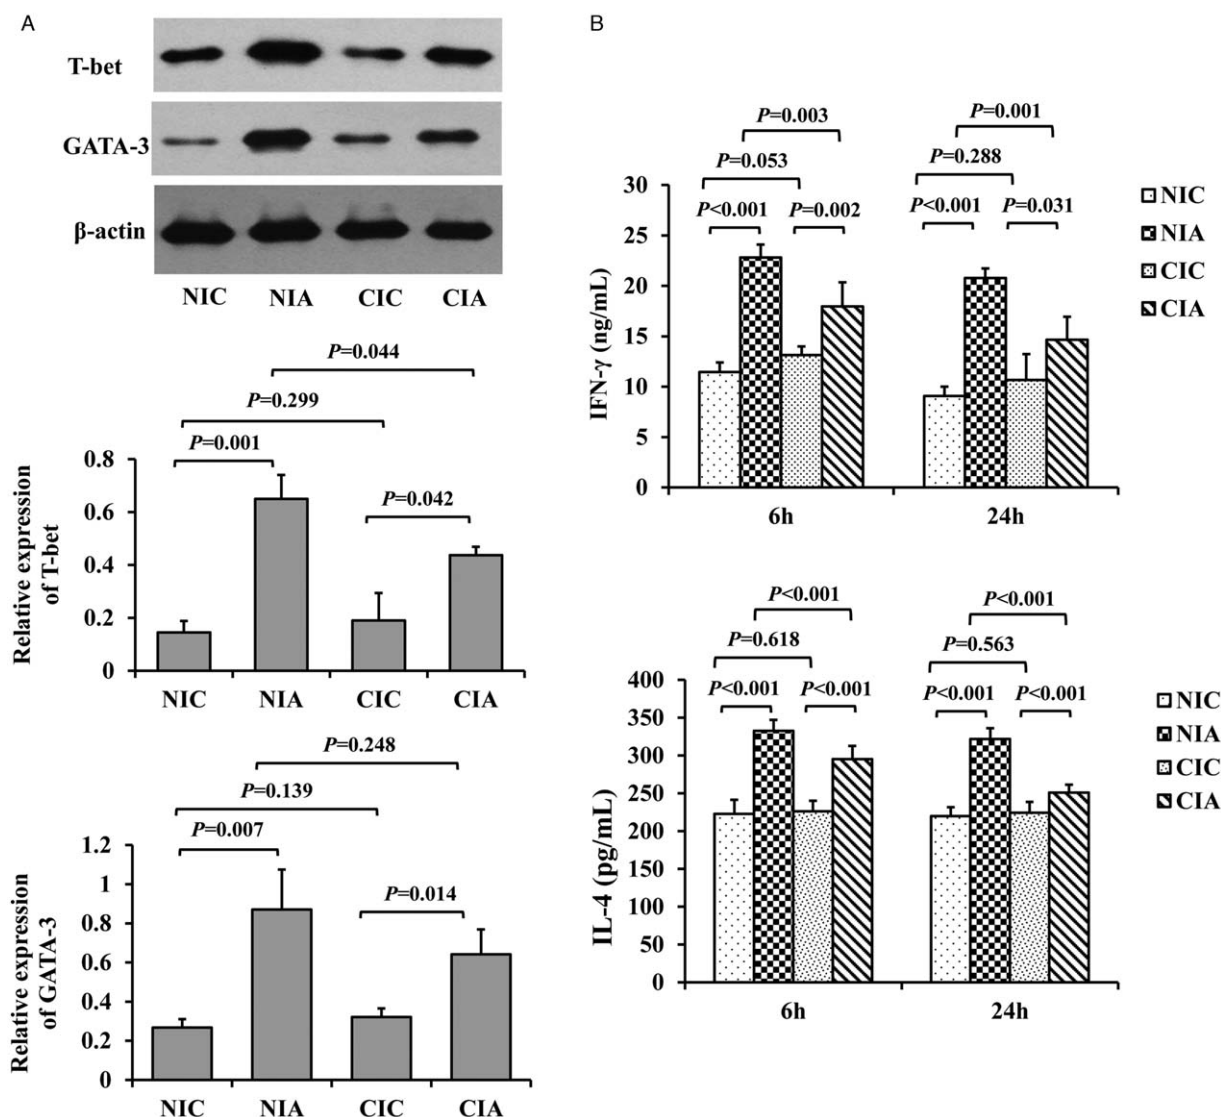 A
T-bet
GATA-3
β-actin
NIC NIA CIC CIA
P=0.044
P=0.299
P=0.001
P=0.042
Relative expression
of T-bet
0.8
0.6
0.4
0.2
0
NIC NIA CIC CIA
P=0.248
P=0.139
P=0.007
P=0.014
Relative expression
of GATA-3
1.2
1
0.8
0.6
0.4
0.2
0
NIC NIA CIC CIA
B
P=0.003 P=0.001
P=0.053 P=0.288
P<0.001 P=0.002 P<0.001 P=0.031
IFN-γ (ng/mL)
30
25
20
15
10
5
0
6h 24h
NIC
NIA
CIC
CIA
P<0.001 P<0.001
P=0.618 P=0.563
P<0.001 P<0.001 P<0.001 P<0.001
IL-4 (pg/mL)
400
350
300
250
200
150
100
50
0
6h 24h
NIC
NIA
CIC
CIA